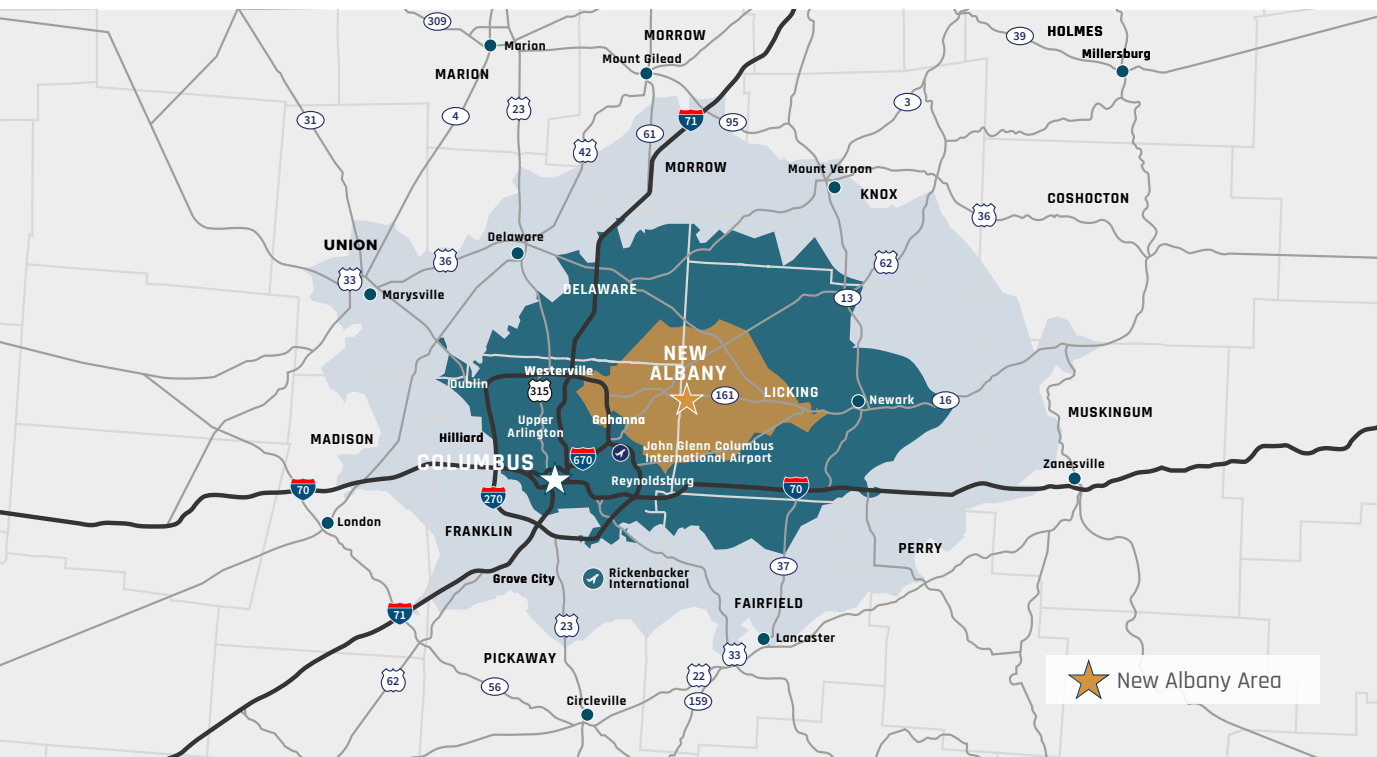 309
Marion
MORROW
Mount Gilead
MARION
39
HOLMES
Millersburg
31
4
23
42
61
71
95
3
MORROW
Mount Vernon
KNOX
COSHOCTON
36
UNION
Delaware
36
33
Marysville
62
13
DELAWARE
NEW
ALBANY
Westerville
Dublin
315
161
LICKING
Newark
16
Upper
Arlington
Gahanna
MUSKINGUM
MADISON
Hilliard
COLUMBUS
670
John Glenn Columbus
International Airport
Reynoldsburg
Zanesville
70
270
70
London
FRANKLIN
PERRY
Grove City
Rickenbacker
International
37
FAIRFIELD
71
23
Lancaster
33
PICKAWAY
62
56
22
159
Circleville
New Albany Area